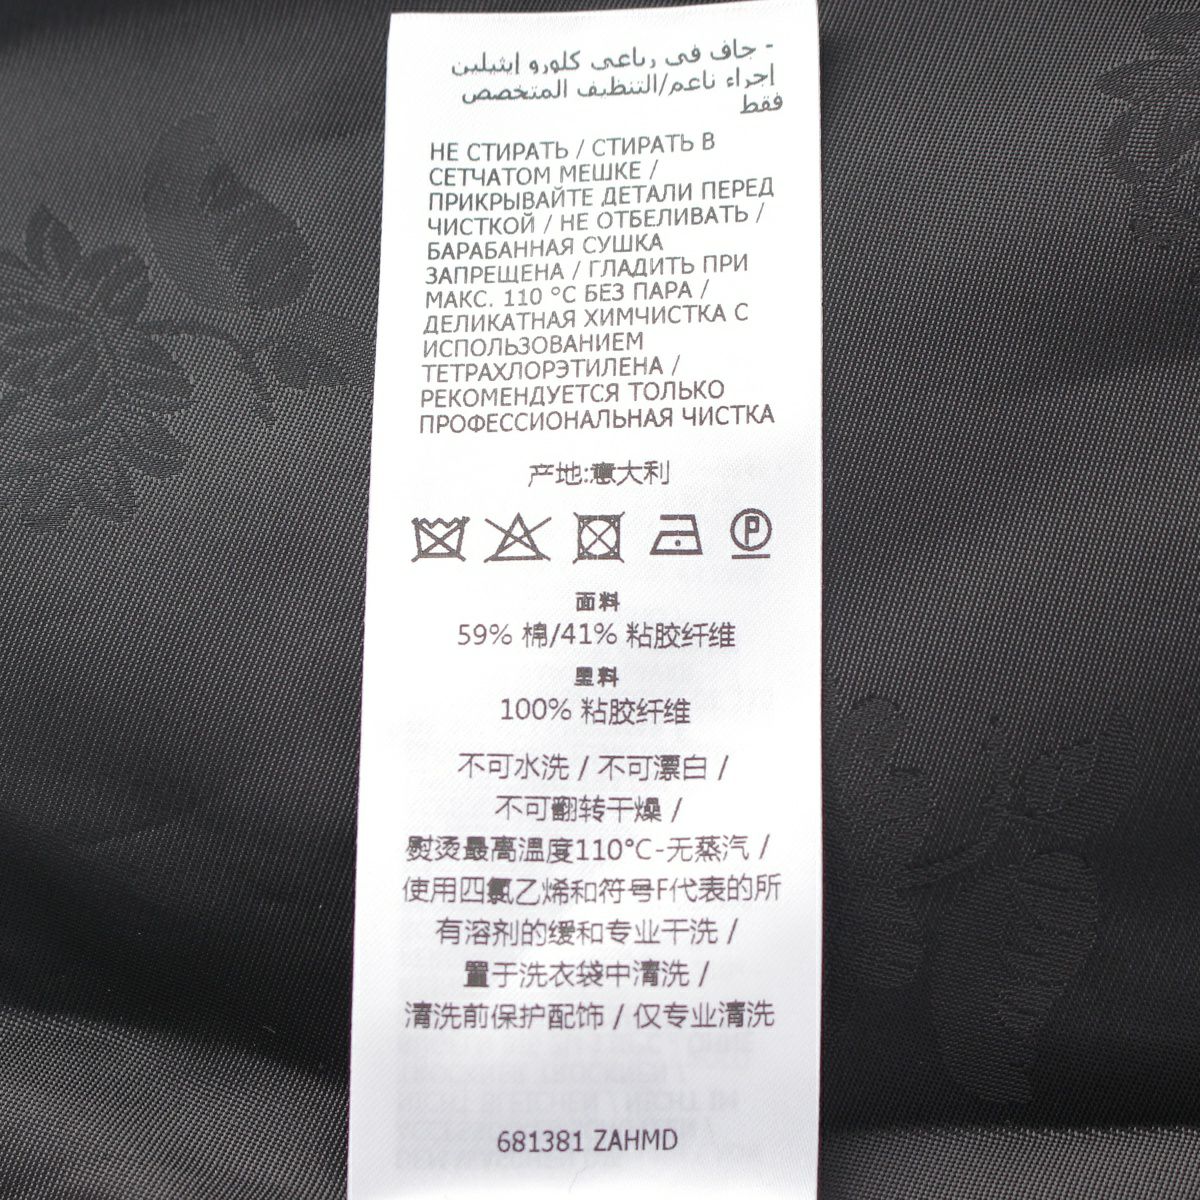 - جاف في رباعي كلورو إيثيلين
إجراء ناعم/التنظيف المتخصص
فقط
НЕ СТИРАТЬ / СТИРАТЬ В
СЕТЧАТОМ МЕШКЕ /
ПРИКРЫВАЙТЕ ДЕТАЛИ ПЕРЕД
ЧИСТКОЙ / НЕ ОТБЕЛИВАТЬ /
БАРАБАННАЯ СУШКА
ЗАПРЕЩЕНА / ГЛАДИТЬ ПРИ
МАКС. 110 °C БЕЗ ПАРА /
ДЕЛИКАТНАЯ ХИМЧИСТКА С
ИСПОЛЬЗОВАНИЕМ
ТЕТРАХЛОРЭТИЛЕНА /
РЕКОМЕНДУЕТСЯ ТОЛЬКО
ПРОФЕССИОНАЛЬНАЯ ЧИСТКА
产地:意大利
P
面料
59% 棉/41% 粘胶纤维
里料
100% 粘胶纤维
不可水洗 / 不可漂白 /
不可翻转干燥 /
熨烫最高温度110°C-无蒸汽 /
使用四氯乙烯和符号F代表的所
有溶剂的缓和专业干洗 /
置于洗衣袋中清洗 /
清洗前保护配饰 / 仅专业清洗
681381 ZAHMD